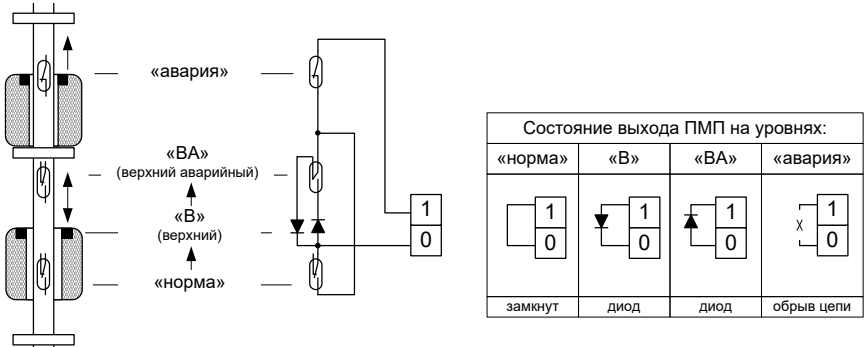 «авария»
«ВА»
(верхний аварийный)
«В»
(верхний)
«норма»
1
0
Состояние выхода ПМП на уровнях:
«норма» «В» «ВА» «авария»
1 1 1 1
0 0 0 0
замкнут диод диод обрыв цепи